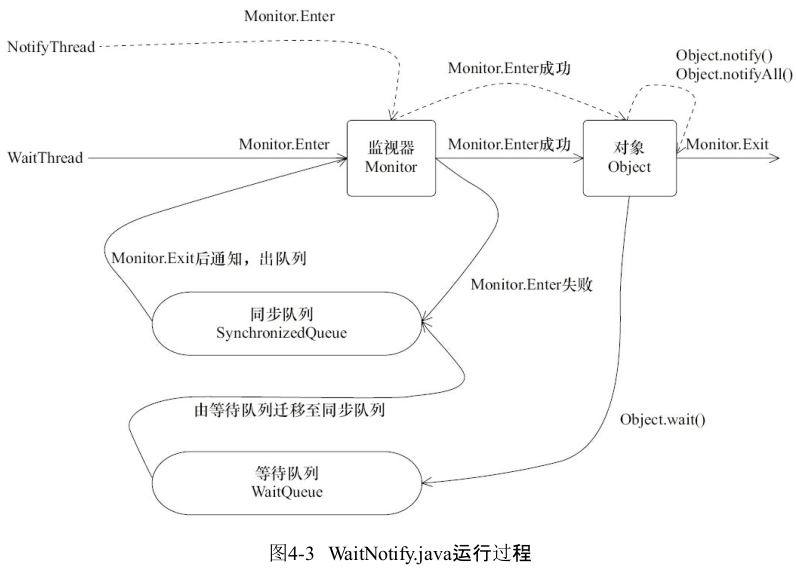 Monitor.Enter
NotifyThread
Object.notify()
Monitor.Enter成功
Object.notifyAll()
WaitThread
Monitor.Enter
监视器
Monitor
Monitor.Enter成功
对象
Object
Monitor.Exit
Monitor.Exit后通知，出队列
Monitor.Enter失败
同步队列
SynchronizedQueue
由等待队列迁移至同步队列
Object.wait()
等待队列
WaitQueue
图4-3 WaitNotify.java运行过程